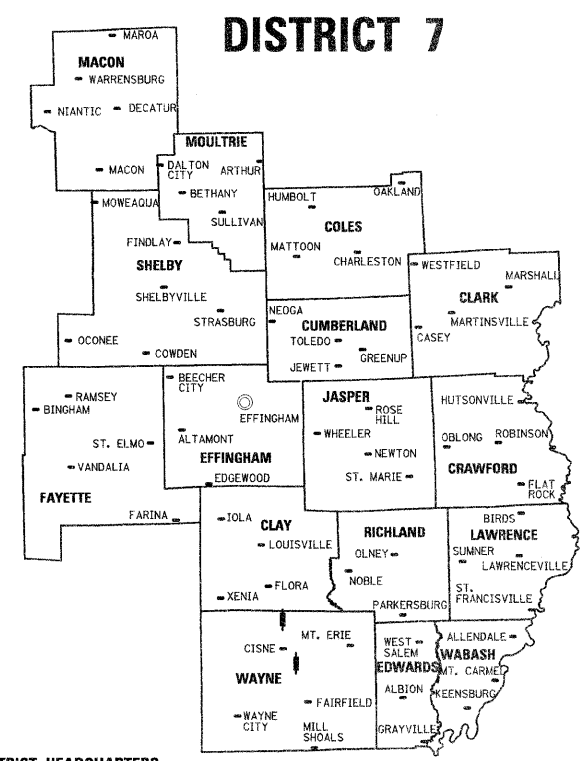 DISTRICT 7
MAROA
MACON
WARRENSBURG
NIANTIC
DECATUR
MACON
MOULTRIE
DALTON
CITY
ARTHUR
BETHANY
SULLIVAN
MOWEAQUA
FINDLAY
SHELBY
SHELBYVILLE
STRASBURG
OCONEE
COWDEN
OAKLAND
HUMBOLT
COLES
MATTOON
CHARLESTON
WESTFIELD
MARSHALL
CLARK
MARTINSVILLE
CASEY
NEOGA
CUMBERLAND
TOLEDO
GREENUP
JEWETT
BEECHER
CITY
EFFINGHAM
ALTAMONT
EFFINGHAM
EDGEWOOD
RAMSEY
BINGHAM
ST. ELMO
VANDALIA
FAYETTE
FARINA
JASPER
ROSE
HILL
WHEELER
NEWTON
ST. MARIE
HUTSONVILLE
OBLONG
ROBINSON
CRAWFORD
FLAT
ROCK
IOLA
CLAY
LOUISVILLE
FLORA
XENIA
RICHLAND
OLNEY
NOBLE
PARKERSBURG
BIRDS
LAWRENCE
SUMNER
LAWRENCEVILLE
ST.
FRANCISVILLE
CISNE
MT. ERIE
WAYNE
FAIRFIELD
WAYNE
CITY
MILL
SHOALS
WEST
SALEM
EDWARDS
ALBION
GRAYVILLE
ALLENDALE
WABASH
MT. CARMEL
KEENSBURG